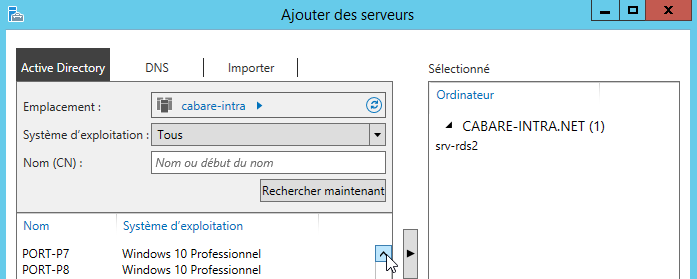 Ajouter des serveurs
Active Directory
DNS
Importer
Emplacement :
cabare-intra
Système d'exploitation :
Tous
Nom (CN) :
Nom ou début du nom
Rechercher maintenant
Nom
Système d'exploitation
PORT-P7
Windows 10 Professionnel
PORT-P8
Windows 10 Professionnel
Sélectionné
Ordinateur
CABARE-INTRA.NET (1)
srv-rds2